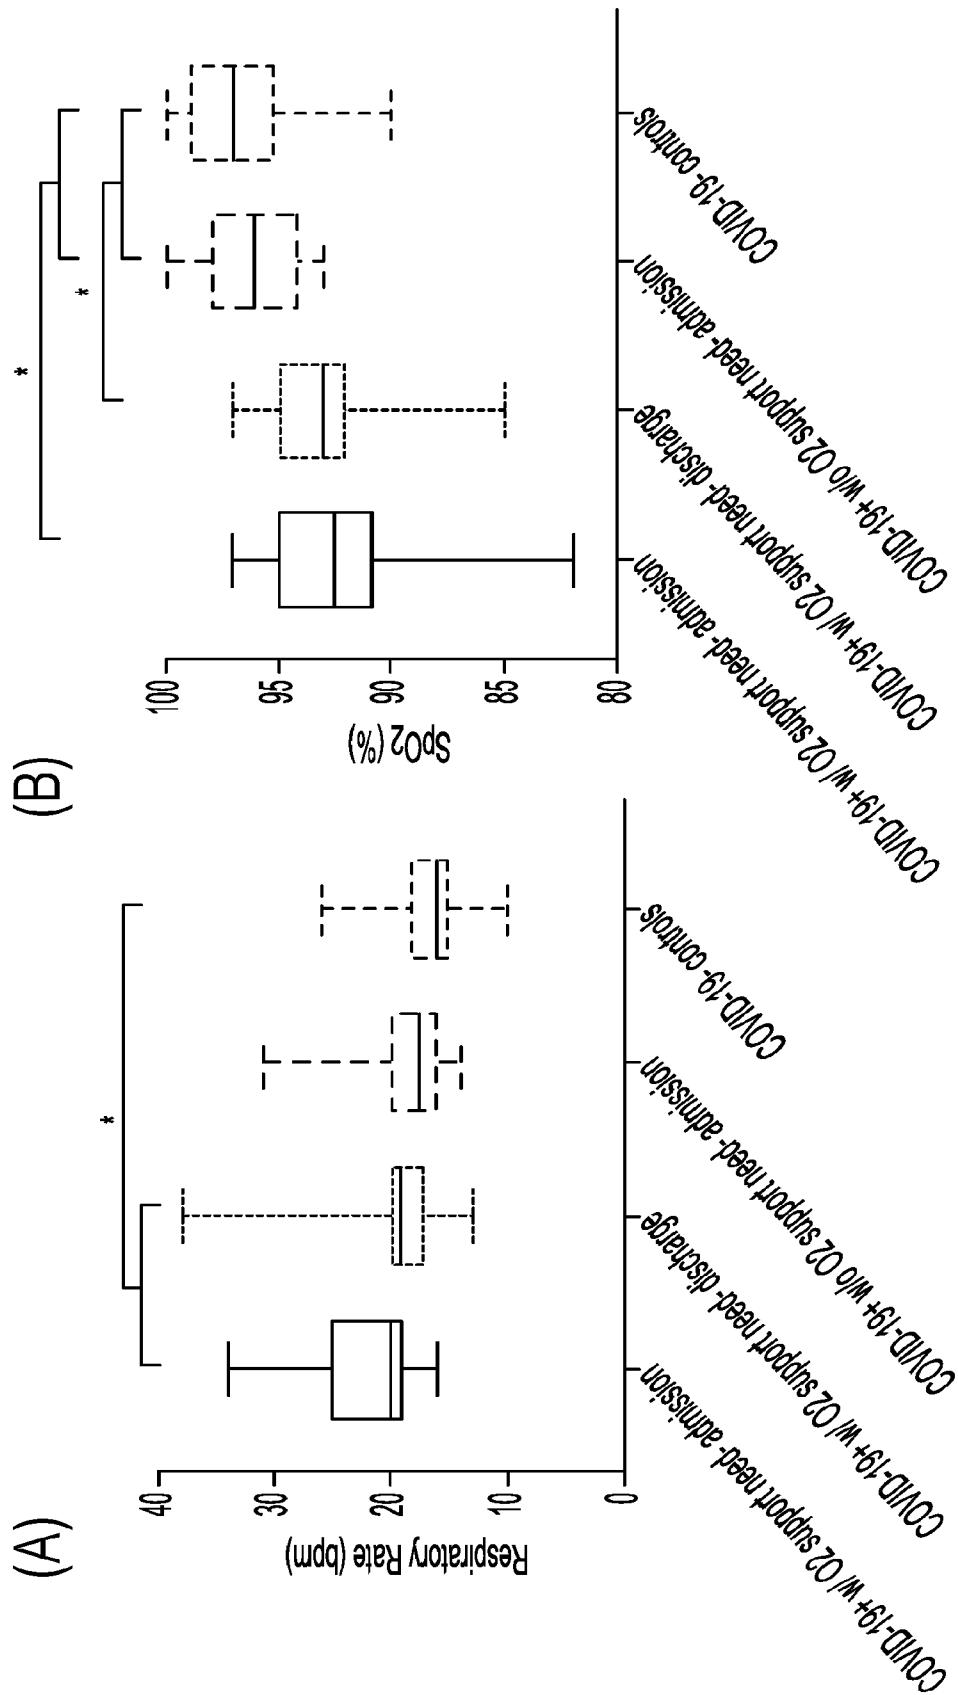 (A)
Respiratory Rate (bpm)
40
30
20
10
0
*
COVID-19+ w/ O2 support need- admission
COVID-19+ w/ O2 support need- discharge
COVID-19+ w/o O2 support need- admission
COVID-19- controls
(B)
SpO2 (%)
100
95
90
85
80
*
*
COVID-19+ w/ O2 support need- admission
COVID-19+ w/ O2 support need- discharge
COVID-19+ w/o O2 support need- admission
COVID-19- controls